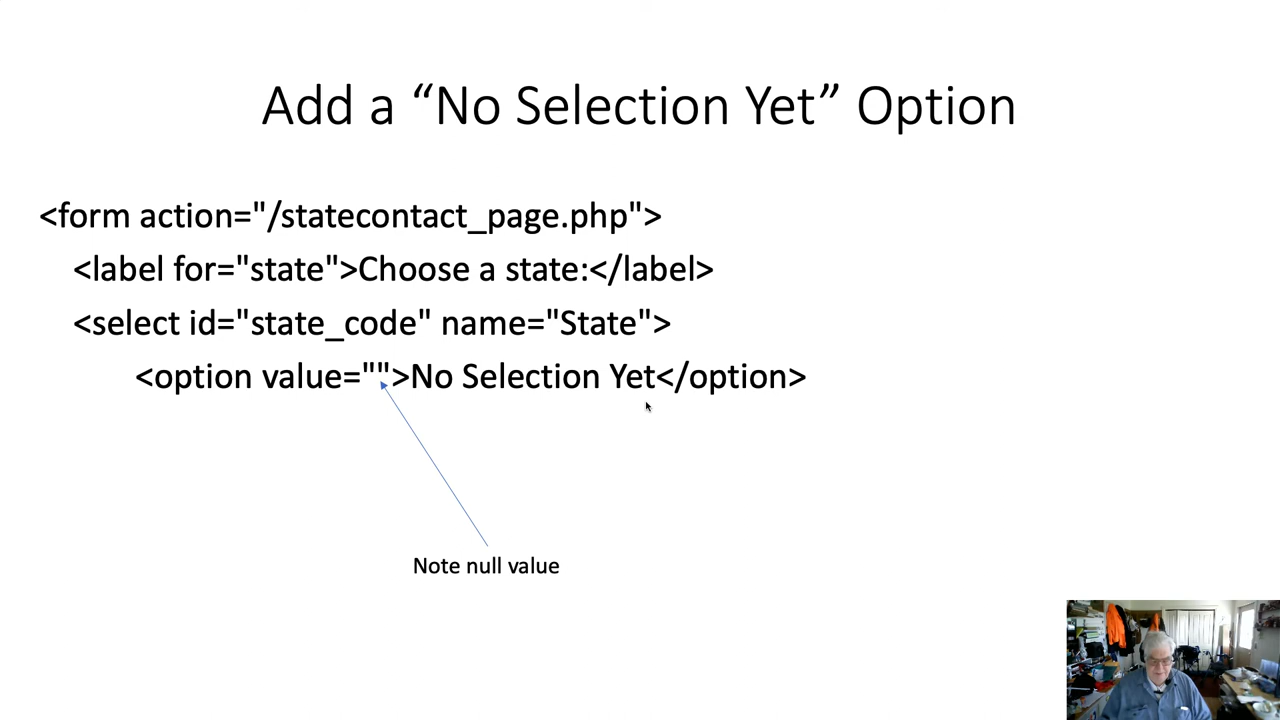 Add a “No Selection Yet” Option
<form action="/statecontact_page.php">
<label for="state">Choose a state:</label>
<select id="state_code" name="State">
<option value="">No Selection Yet</option>
Note null value